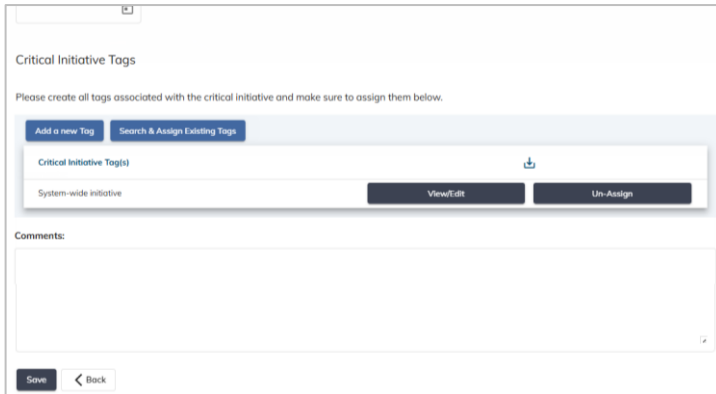 Critical Initiative Tags
Please create all tags associated with the critical initiative and make sure to assign them below.
Add a new Tag Search & Assign Existing Tags
Critical Initiative Tag(s)
System-wide initiative View/Edit Un-Assign
Comments:
Save Back